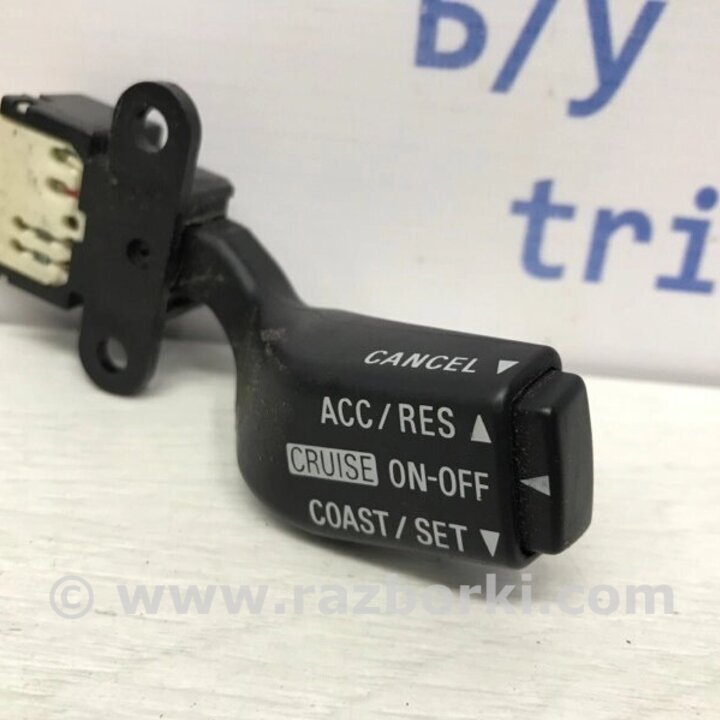 Б/у
tri
CANCEL ▼
ACC/RES ▲
CRUISE ON-OFF ◀
COAST/SET ▼
© www.razborki.com